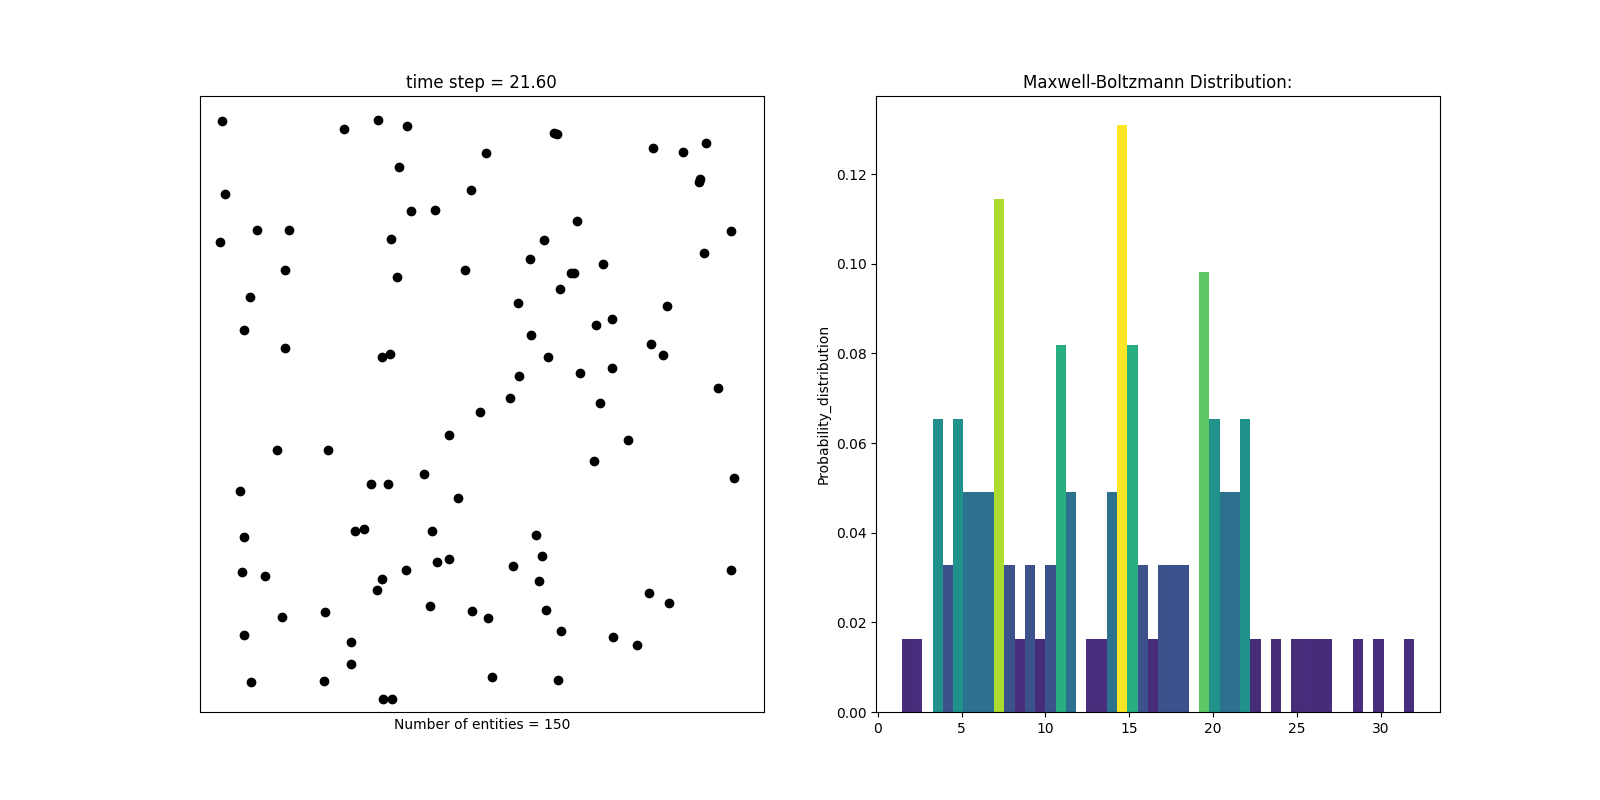 time step = 21.60
Number of entities = 150
Maxwell-Boltzmann Distribution:
Probability_distribution
0.12
0.10
0.08
0.06
0.04
0.02
0.00
0 5 10 15 20 25 30